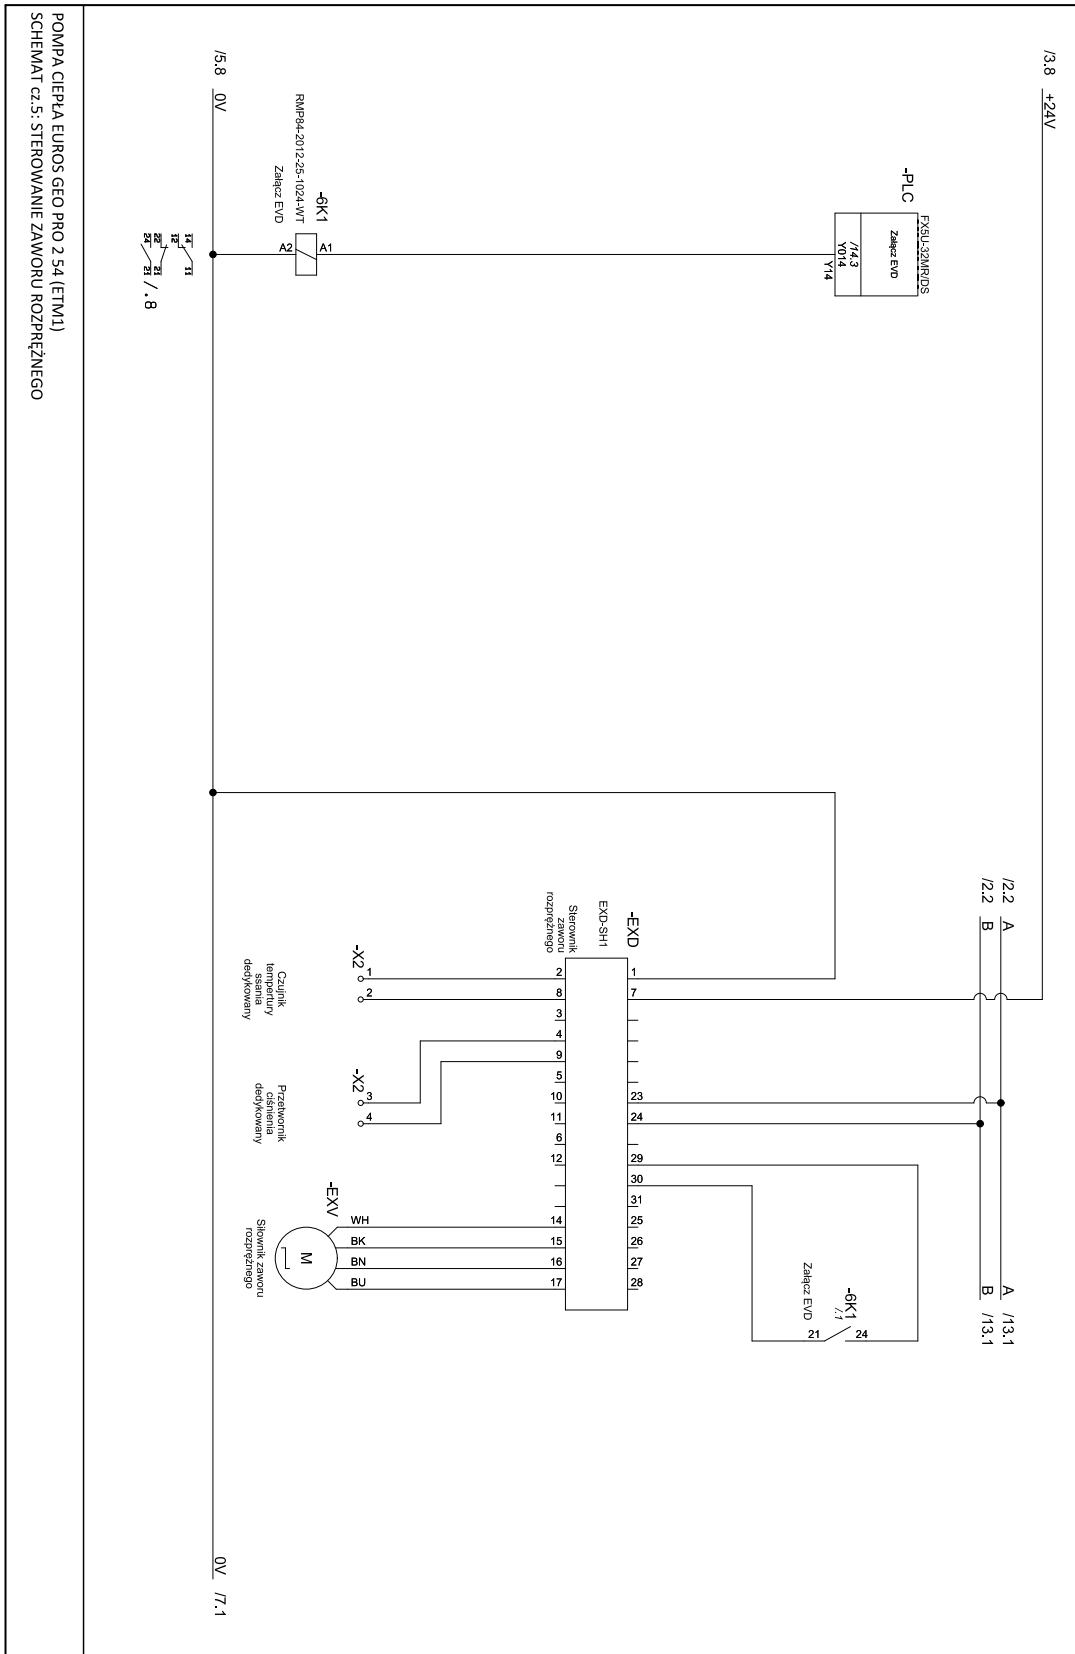 /3.8 +24V
/2.2 A
/2.2 B
A /13.1
B /13.1
-PLC
FX5U-32MR/DS
Załącz EVD
/14.3
Y014
Y14
-6K1
/.1
Załącz EVD
21
24
-6K1
RMP84-2012-25-1024-WT
Załącz EVD
A1
A2
-EXD
EXD-SH1
Sterownik
zaworu
rozprężnego
1
7
23
24
29
30
31
25
26
27
28
2
8
3
4
9
5
10
11
6
12
14
15
16
17
-X2
1
2
Czujnik
tempertury
ssania
dedykowany
-X2
3
4
Przetwornik
ciśnienia
dedykowany
-EXV
WH
BK
BN
BU
M
Siłownik zaworu
rozprężnego
/5.8 0V
0V /7.1
14
12
11
22
21
24
21
/.8
POMPA CIEPŁA EUROS GEO PRO 2 54 (ETM1)
SCHEMAT cz.5: STEROWANIE ZAWORU ROZPRĘŻNEGO